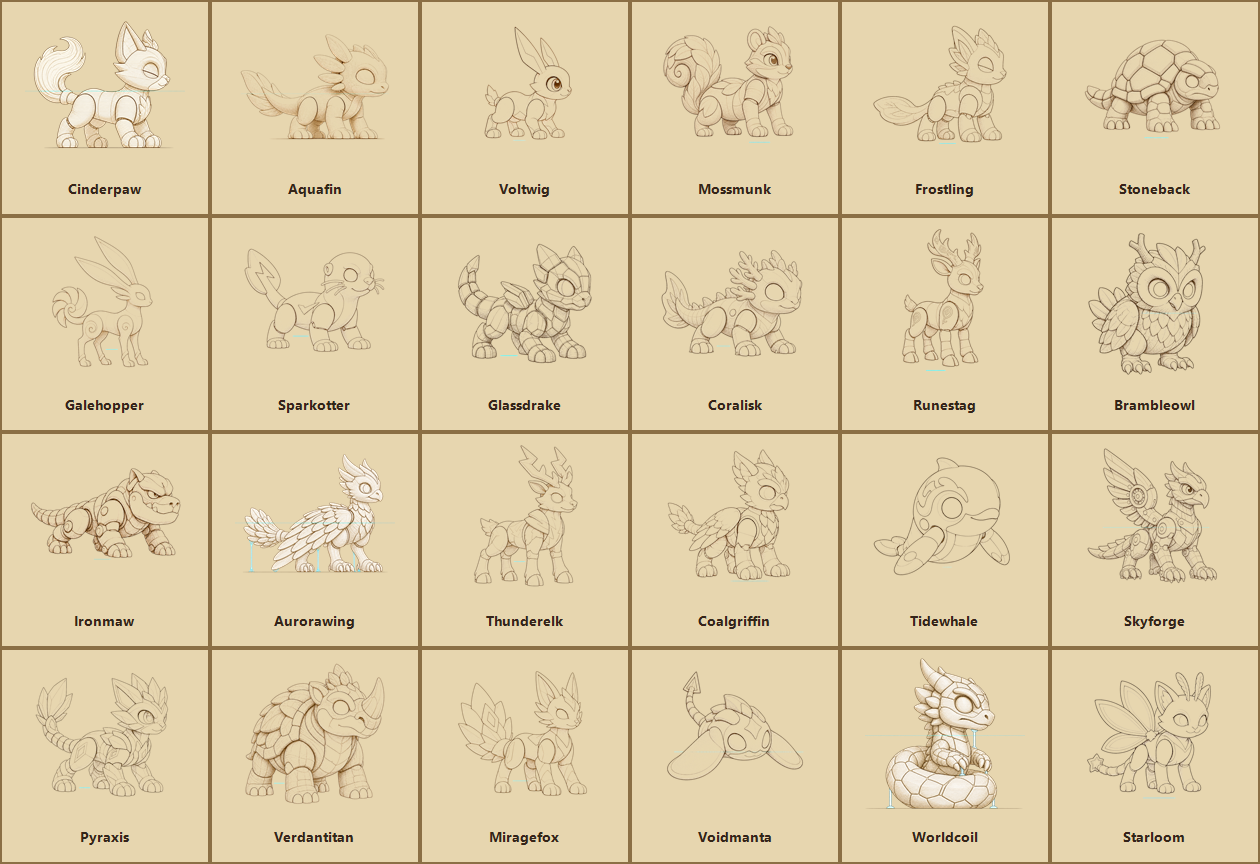 Cinderpaw
Aquafin
Voltwig
Mossmunk
Frostling
Stoneback
Galehopper
Sparkotter
Glassdrake
Coralisk
Runestag
Brambleowl
Ironmaw
Aurorawing
Thunderelk
Coalgriffin
Tidewhale
Skyforge
Pyraxis
Verdantitan
Miragefox
Voidmanta
Worldcoil
Starloom